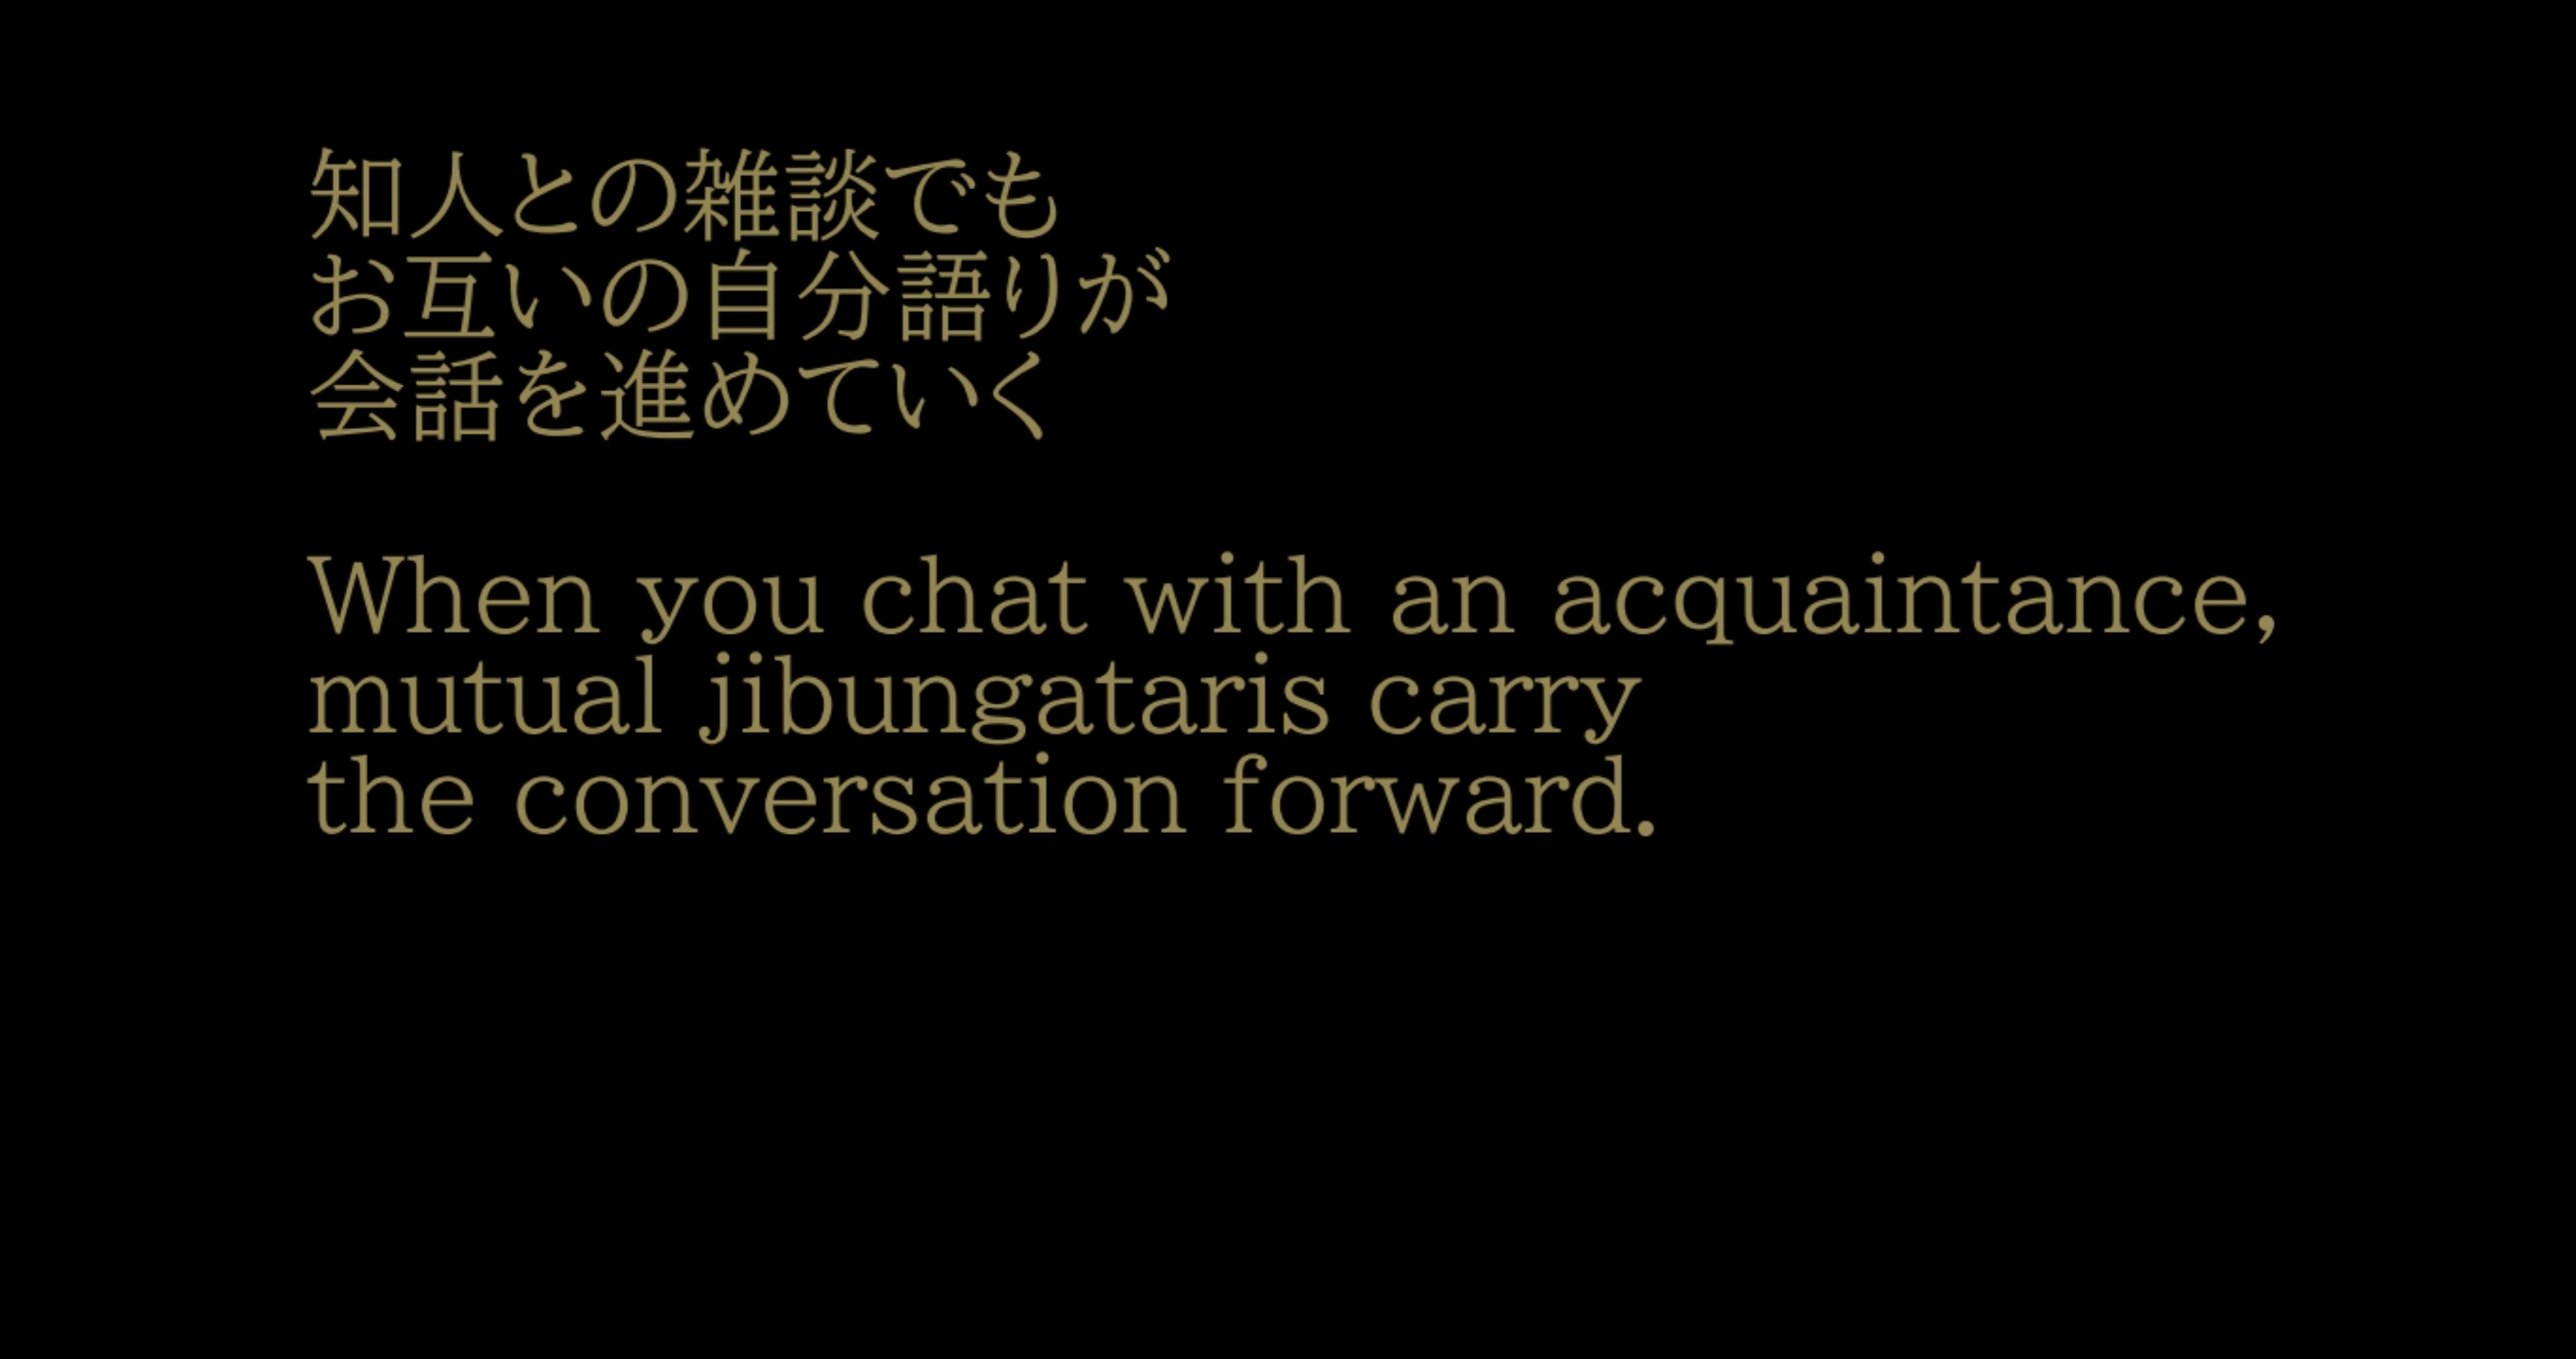 知人との雑談でも
お互いの自分語りが
会話を進めていく
When you chat with an acquaintance,
mutual jibungataris carry
the conversation forward.